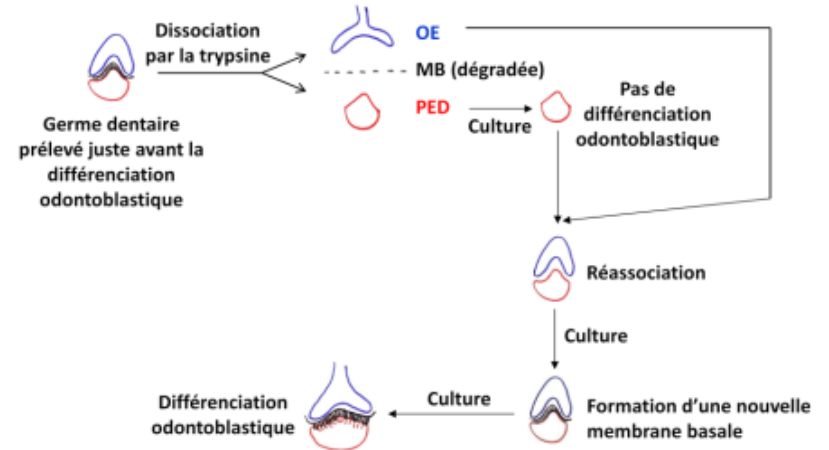 Dissociation
par la trypsine
OE
MB (dégradée)
PED
Culture
Pas de
différenciation
odontoblastique
Germe dentaire
prélevé juste avant la
différenciation
odontoblastique
Réassociation
Culture
Formation d'une nouvelle
membrane basale
Culture
Différenciation
odontoblastique